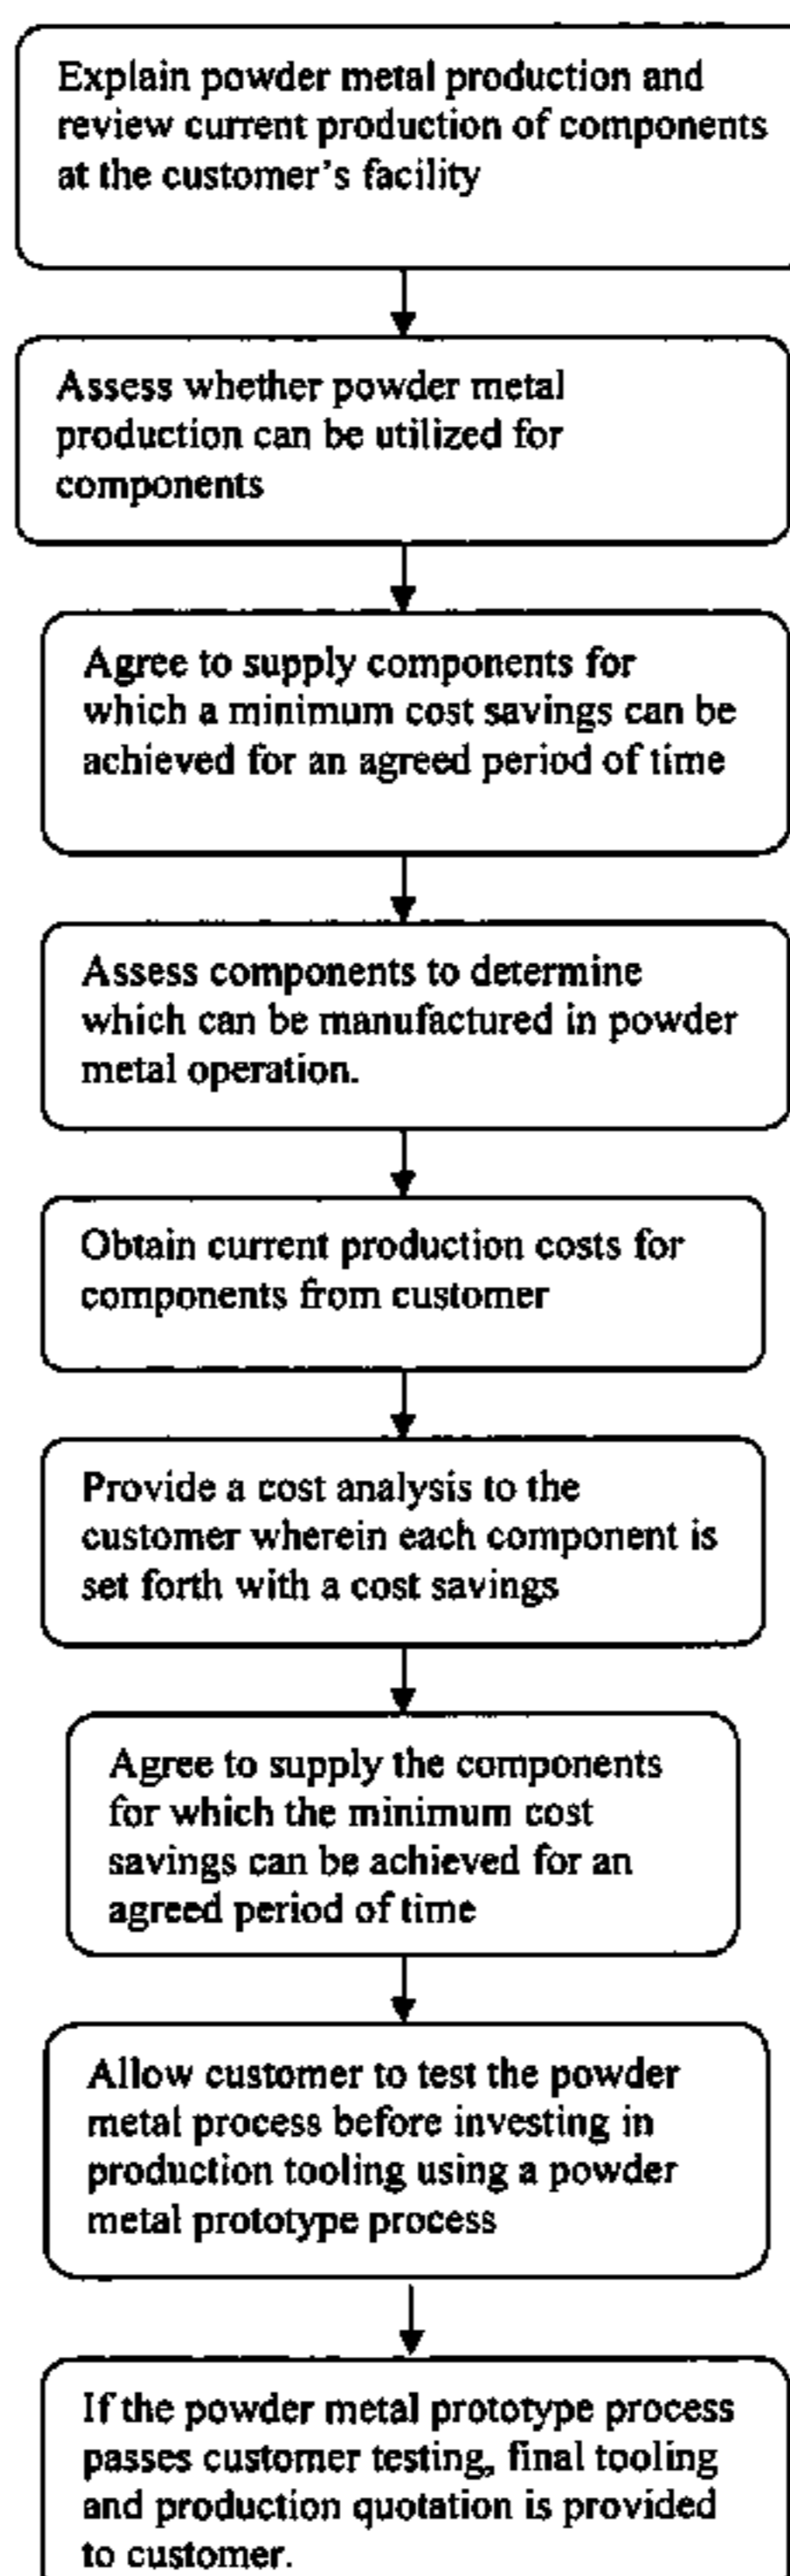 Explain powder metal production and
review current production of components
at the customer's facility
Assess whether powder metal
production can be utilized for
components
Agree to supply components for
which a minimum cost savings can be
achieved for an agreed period of time
Assess components to determine
which can be manufactured in powder
metal operation.
Obtain current production costs for
components from customer
Provide a cost analysis to the
customer wherein each component is
set forth with a cost savings
Agree to supply the components
for which the minimum cost
savings can be achieved for an
agreed period of time
Allow customer to test the powder
metal process before investing in
production tooling using a powder
metal prototype process
If the powder metal prototype process
passes customer testing, final tooling
and production quotation is provided
to customer.